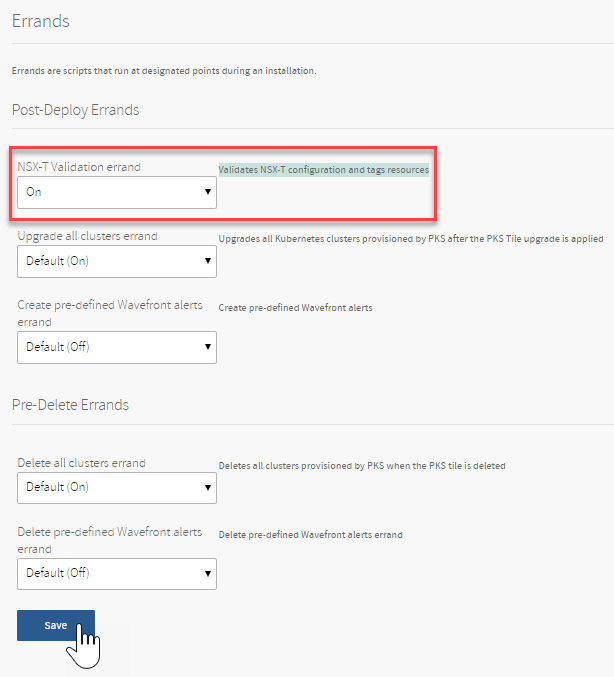 Errands
Errands are scripts that run at designated points during an installation.
Post-Deploy Errands
NSX-T Validation errand
Validates NSX-T configuration and tags resources
On
Upgrade all clusters errand
Upgrades all Kubernetes clusters provisioned by PKS after the PKS Tile upgrade is applied
Default (On)
Create pre-defined Wavefront alerts
errand
Create pre-defined Wavefront alerts
Default (Off)
Pre-Delete Errands
Delete all clusters errand
Deletes all clusters provisioned by PKS when the PKS tile is deleted
Default (On)
Delete pre-defined Wavefront alerts
errand
Delete pre-defined Wavefront alerts errand
Default (Off)
Save